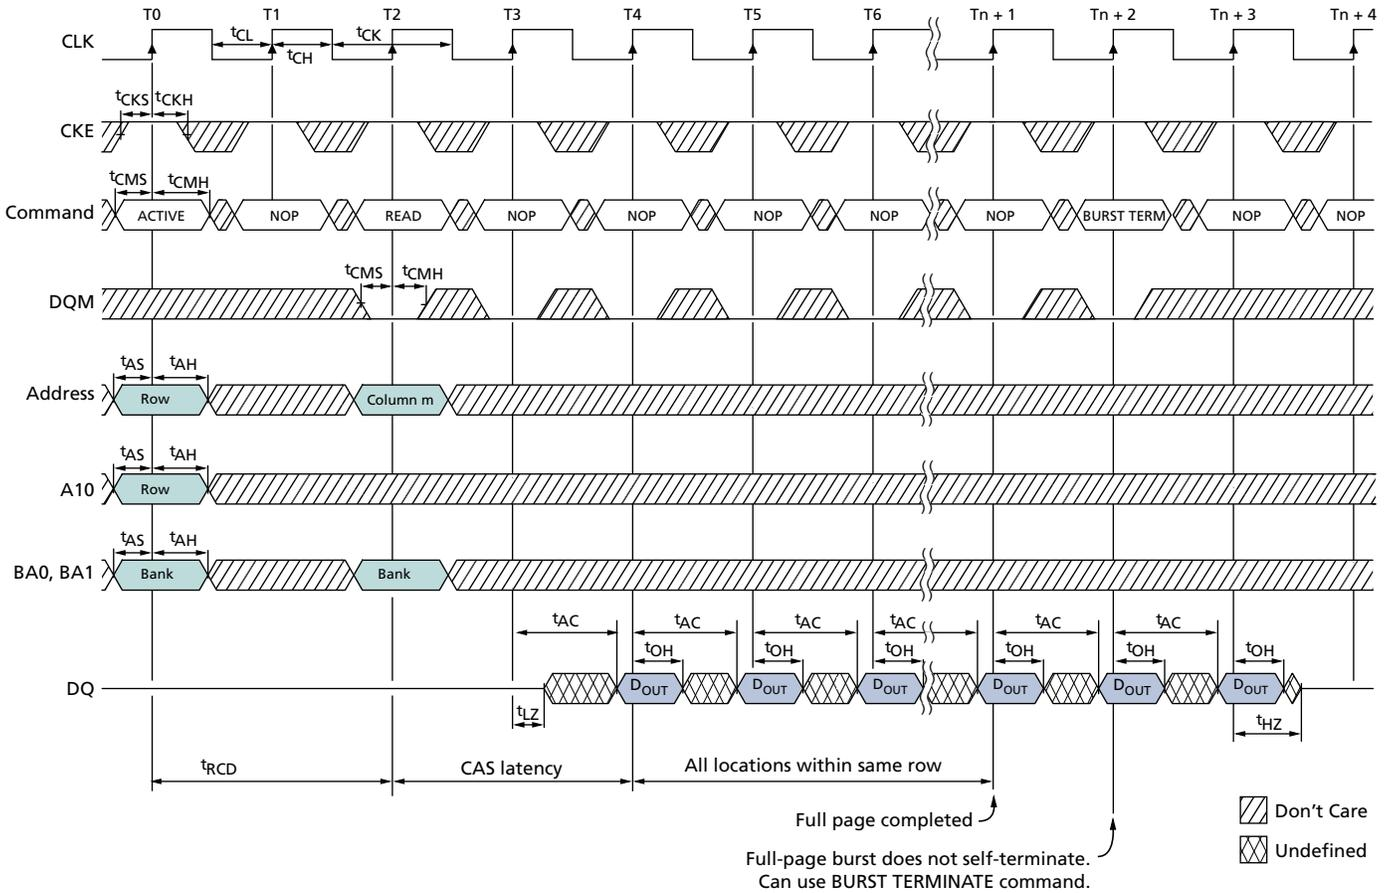 T0 T1 T2 T3 T4 T5 T6 Tn + 1 Tn + 2 Tn + 3 Tn + 4
CLK tCL tCH tCK
tCKS tCKH
CKE
tCMS tCMH
Command ACTIVE NOP READ NOP NOP NOP NOP NOP BURST TERM NOP NOP
tCMS tCMH
DQM
tAS tAH
Address Row Column m
tAS tAH
A10 Row
tAS tAH
BA0, BA1 Bank Bank
tAC tAC tAC tAC tAC tAC
tOH tOH tOH tOH tOH tOH
DQ DOUT DOUT DOUT DOUT DOUT DOUT
tLZ tHZ
tRCD CAS latency All locations within same row
Full page completed
Full-page burst does not self-terminate.
Can use BURST TERMINATE command.
Don't Care
Undefined